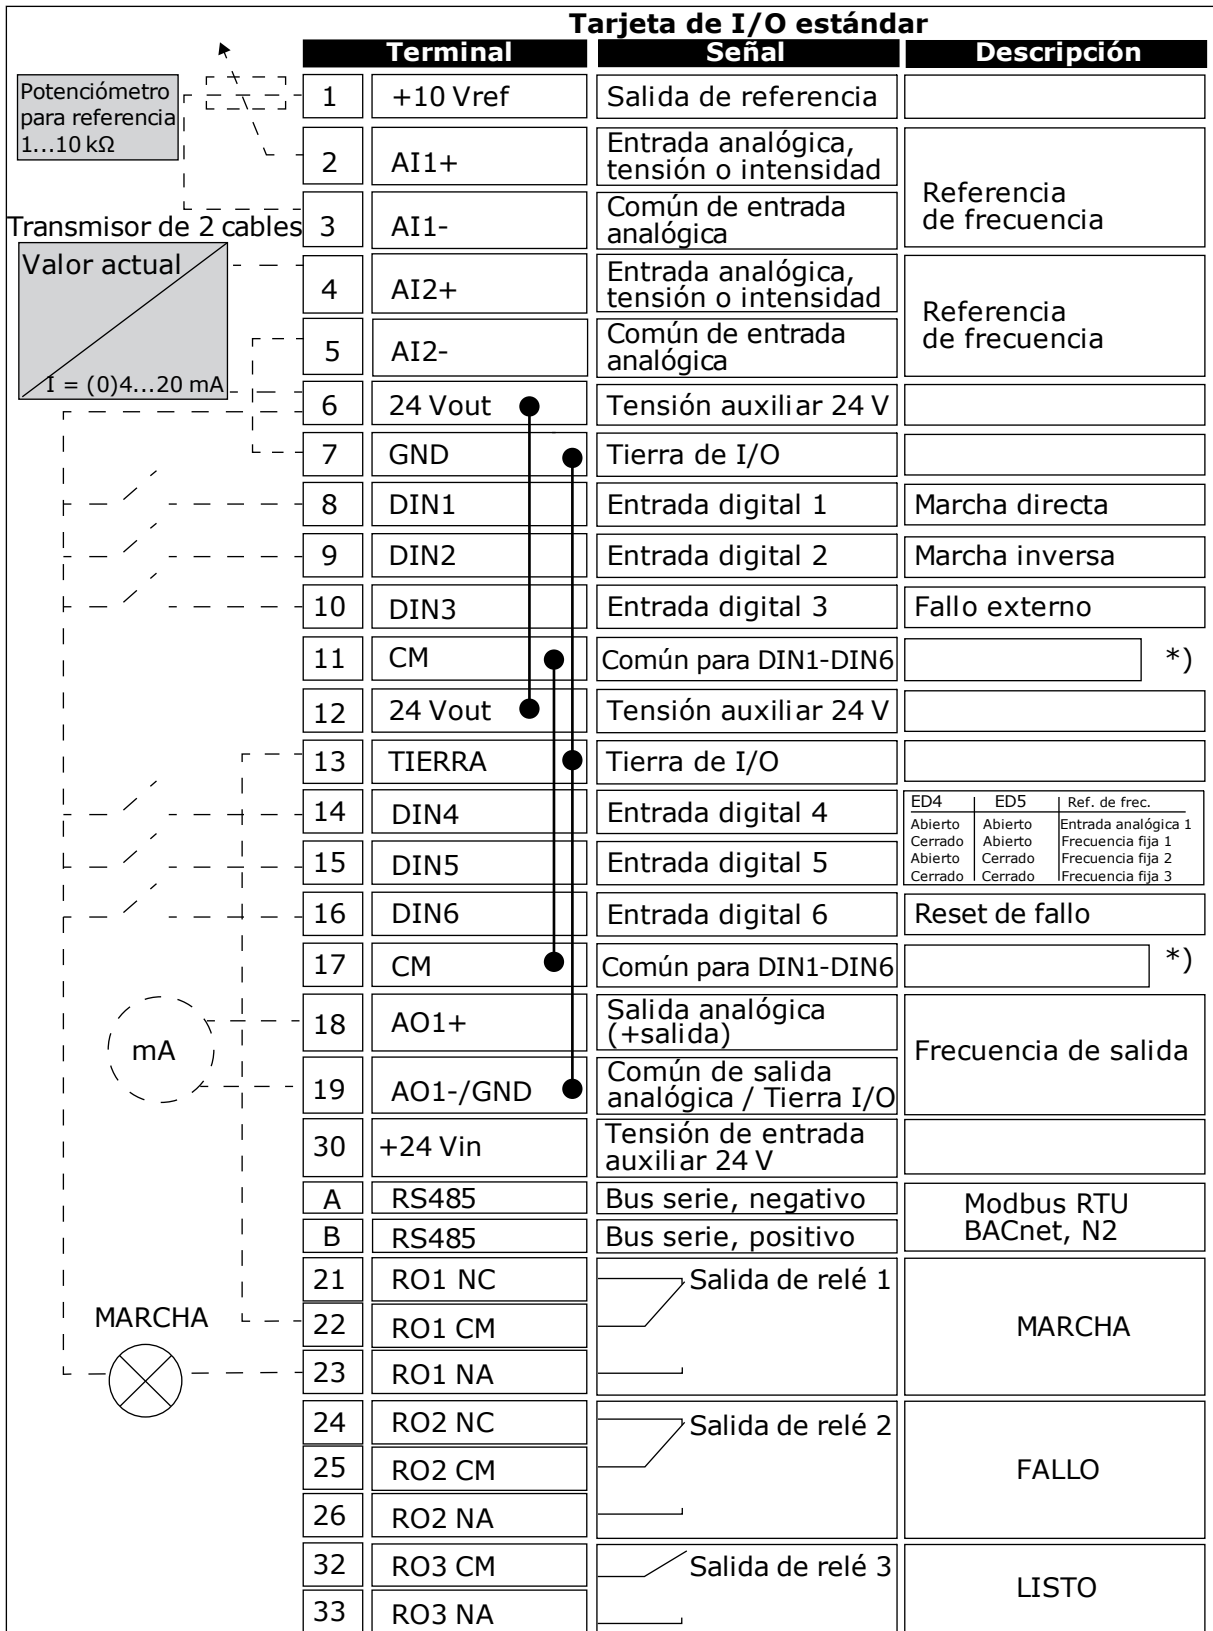 Tarjeta de I/O estándar
Terminal Señal Descripción
Potenciómetro
para referencia
1...10 kΩ
1 +10 Vref Salida de referencia
2 AI1+ Entrada analógica,
tensión o intensidad
Referencia
de frecuencia
3 AI1- Común de entrada
analógica
Transmisor de 2 cables
Valor actual
I = (0)4...20 mA
4 AI2+ Entrada analógica,
tensión o intensidad
Referencia
de frecuencia
5 AI2- Común de entrada
analógica
6 24 Vout Tensión auxiliar 24 V
7 GND Tierra de I/O
8 DIN1 Entrada digital 1 Marcha directa
9 DIN2 Entrada digital 2 Marcha inversa
10 DIN3 Entrada digital 3 Fallo externo
11 CM Común para DIN1-DIN6 *)
12 24 Vout Tensión auxiliar 24 V
13 TIERRA Tierra de I/O
14 DIN4 Entrada digital 4
15 DIN5 Entrada digital 5
ED4 ED5 Ref. de frec.
Abierto Abierto Entrada analógica 1
Cerrado Abierto Frecuencia fija 1
Abierto Cerrado Frecuencia fija 2
Cerrado Cerrado Frecuencia fija 3
16 DIN6 Entrada digital 6 Reset de fallo
17 CM Común para DIN1-DIN6 *)
mA
18 AO1+ Salida analógica
(+salida)
Frecuencia de salida
19 AO1-/GND Común de salida
analógica / Tierra I/O
30 +24 Vin Tensión de entrada
auxiliar 24 V
A RS485 Bus serie, negativo
B RS485 Bus serie, positivo
Modbus RTU
BACnet, N2
21 RO1 NC Salida de relé 1
MARCHA
22 RO1 CM MARCHA
23 RO1 NA
24 RO2 NC Salida de relé 2
25 RO2 CM FALLO
26 RO2 NA
32 RO3 CM Salida de relé 3
LISTO
33 RO3 NA